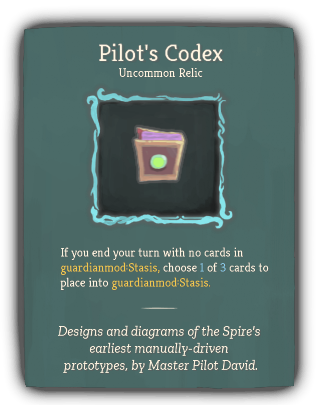 Pilot's Codex
Uncommon Relic
If you end your turn with no cards in
guardianmod:Stasis, choose 1 of 3 cards to
place into guardianmod:Stasis.
Designs and diagrams of the Spire's
earliest manually-driven
prototypes, by Master Pilot David.